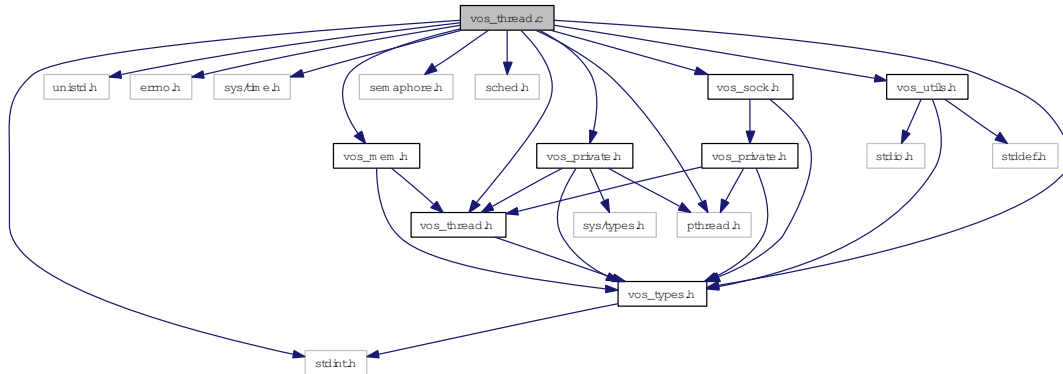 vos_thread.c
unistd.h
errno.h
sys/time.h
semaphore.h
sched.h
vos_sock.h
vos_utils.h
vos_mem.h
vos_private.h
vos_private.h
stdio.h
stddef.h
vos_thread.h
sys/types.h
pthread.h
vos_types.h
stdint.h